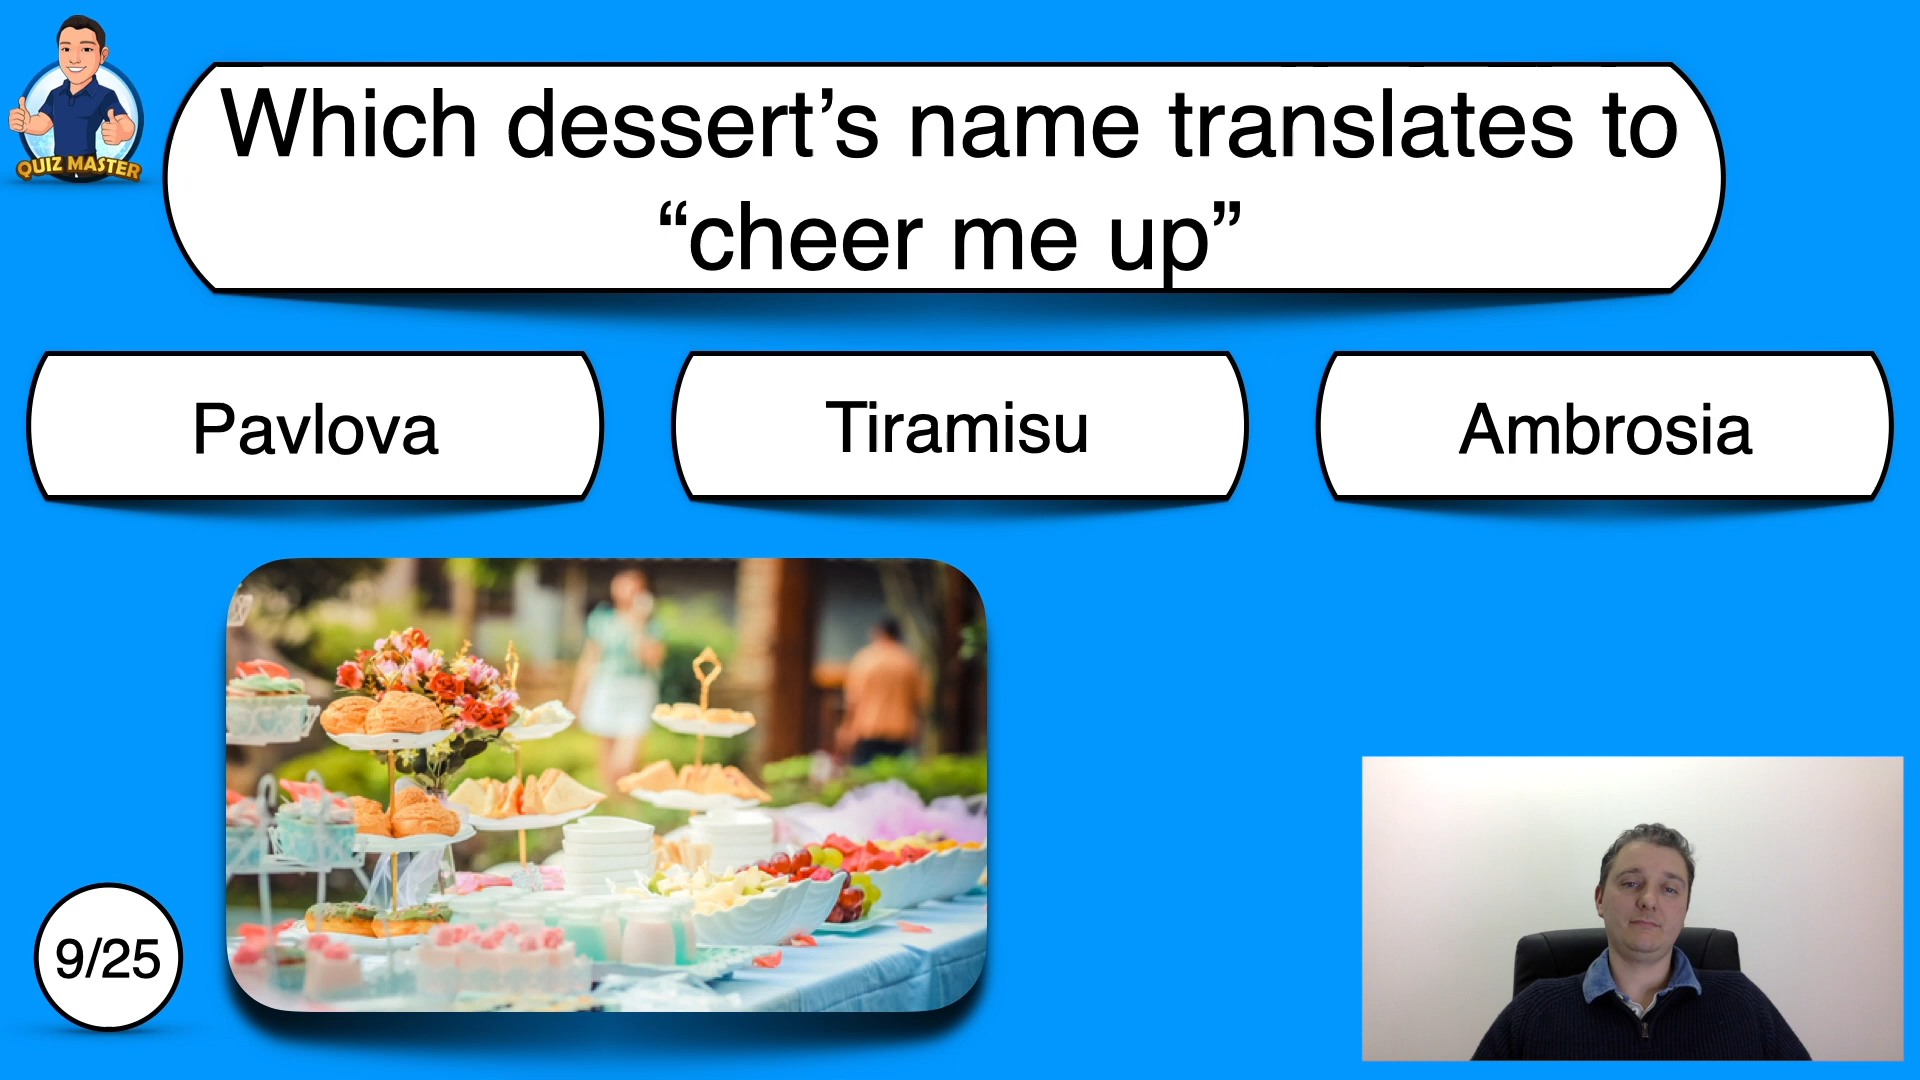 QUIZ MASTER
Which dessert’s name translates to
“cheer me up”
Pavlova
Tiramisu
Ambrosia
9/25